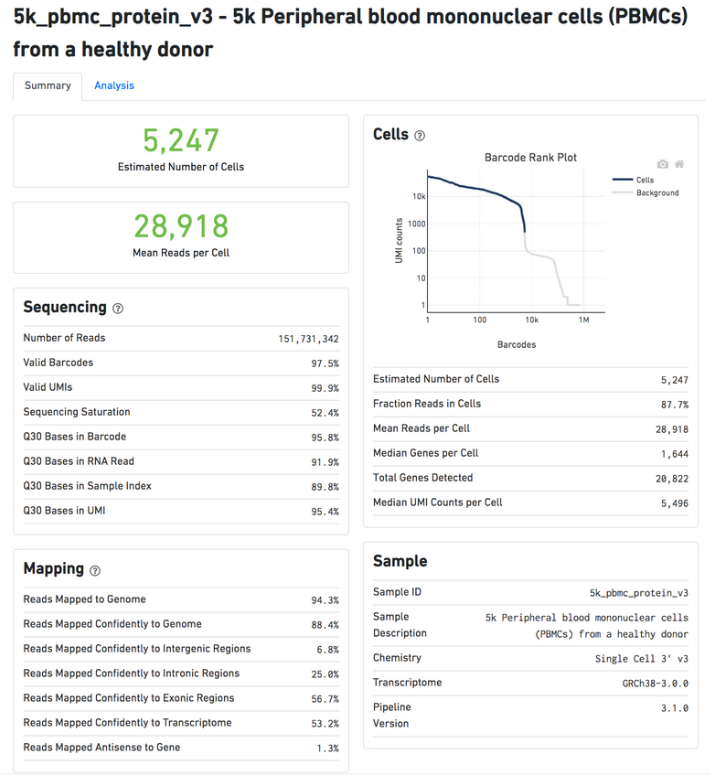 5k_pbmc_protein_v3 - 5k Peripheral blood mononuclear cells (PBMCs)
from a healthy donor
Summary
Analysis
5,247
Estimated Number of Cells
28,918
Mean Reads per Cell
Sequencing ?
Number of Reads 151,731,342
Valid Barcodes 97.5%
Valid UMIs 99.9%
Sequencing Saturation 52.4%
Q30 Bases in Barcode 95.8%
Q30 Bases in RNA Read 91.9%
Q30 Bases in Sample Index 89.8%
Q30 Bases in UMI 95.4%
Mapping ?
Reads Mapped to Genome 94.3%
Reads Mapped Confidently to Genome 88.4%
Reads Mapped Confidently to Intergenic Regions 6.8%
Reads Mapped Confidently to Intronic Regions 25.0%
Reads Mapped Confidently to Exonic Regions 56.7%
Reads Mapped Confidently to Transcriptome 53.2%
Reads Mapped Antisense to Gene 1.3%
Cells ?
Barcode Rank Plot
Cells
Background
10k
1000
100
10
1
UMI counts
1 100 10k 1M
Barcodes
Estimated Number of Cells 5,247
Fraction Reads in Cells 87.7%
Mean Reads per Cell 28,918
Median Genes per Cell 1,644
Total Genes Detected 20,822
Median UMI Counts per Cell 5,496
Sample
Sample ID 5k_pbmc_protein_v3
Sample Description 5k Peripheral blood mononuclear cells
(PBMCs) from a healthy donor
Chemistry Single Cell 3' v3
Transcriptome GRCh38-3.0.0
Pipeline Version 3.1.0